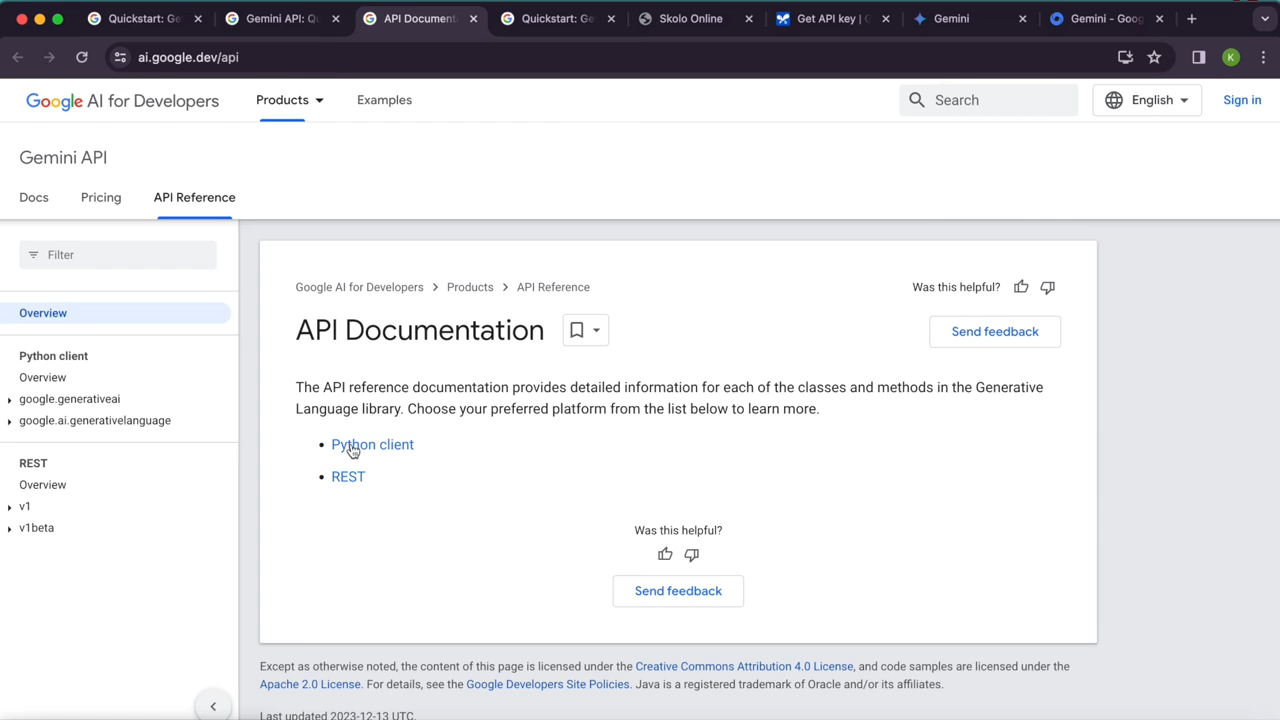 Quickstart: Ge
Gemini API: Q
API Documenta
Quickstart: Ge
Skolo Online
Get API key | G
Gemini
Gemini - Goog
ai.google.dev/api
K
Google AI for Developers
Products
Examples
Search
English
Sign in
Gemini API
Docs
Pricing
API Reference
Filter
Overview
Python client
Overview
google.generativeai
google.ai.generativelanguage
REST
Overview
v1
v1beta
Google AI for Developers > Products > API Reference
Was this helpful?
API Documentation
Send feedback
The API reference documentation provides detailed information for each of the classes and methods in the Generative
Language library. Choose your preferred platform from the list below to learn more.
• Python client
• REST
Was this helpful?
Send feedback
Except as otherwise noted, the content of this page is licensed under the Creative Commons Attribution 4.0 License, and code samples are licensed under the
Apache 2.0 License. For details, see the Google Developers Site Policies. Java is a registered trademark of Oracle and/or its affiliates.
Last updated 2023-12-13 UTC.